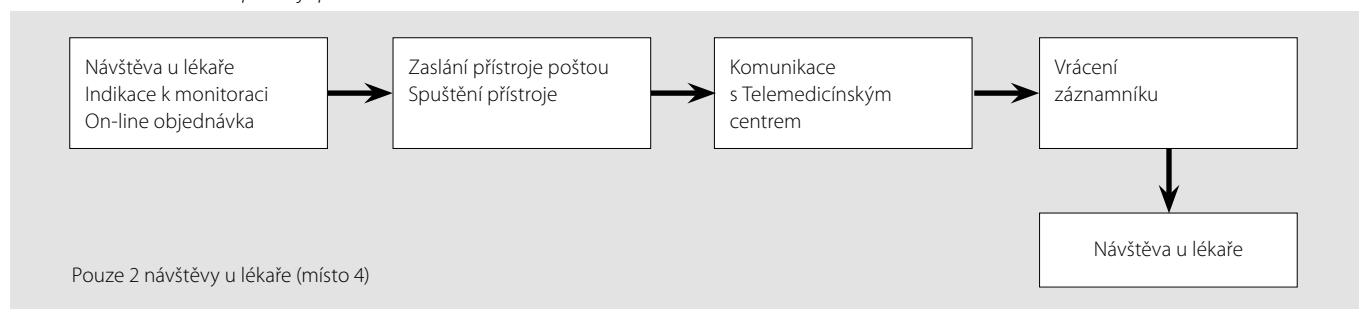 Návštěva u lékaře
Indikace k monitoraci
On-line objednávka
Zaslání přístroje poštou
Spuštění přístroje
Komunikace
s Telemedicínským
centrem
Vrácení
záznamníku
Návštěva u lékaře
Pouze 2 návštěvy u lékaře (místo 4)